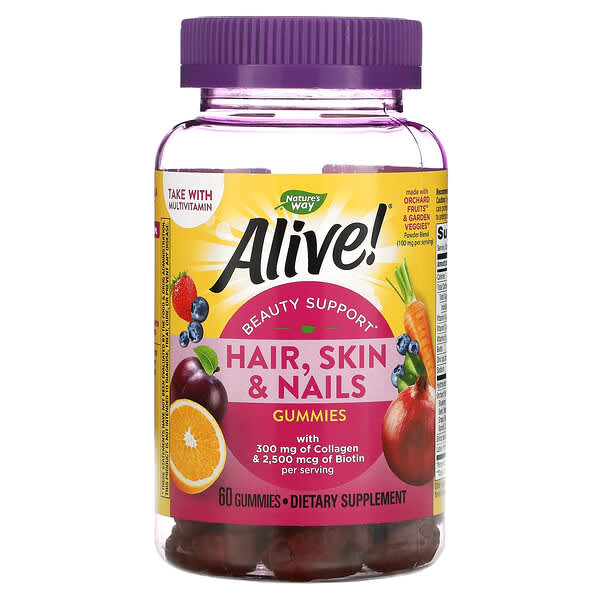 TAKE WITH
MULTIVITAMIN
Nature's
Way
Alive!®
made with
ORCHARD
FRUITS™
& GARDEN
VEGGIES™
Powder Blend
(100 mg per serving)
BEAUTY SUPPORT*
HAIR, SKIN
& NAILS
GUMMIES
with
300 mg of Collagen
& 2,500 mcg of Biotin
per serving
60 GUMMIES • DIETARY SUPPLEMENT